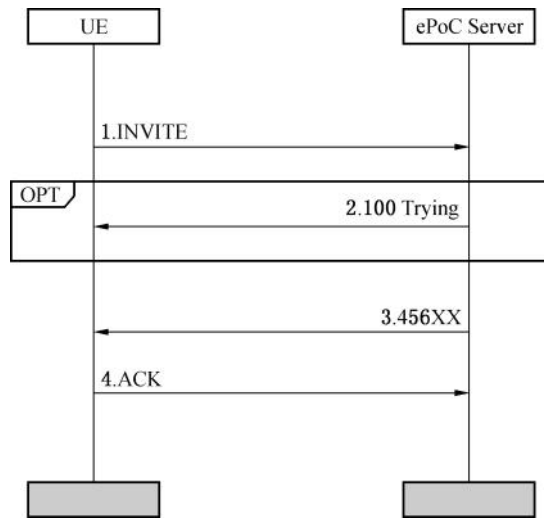 UE
ePoC Server
1.INVITE
OPT
2.100 Trying
3.456XX
4.ACK